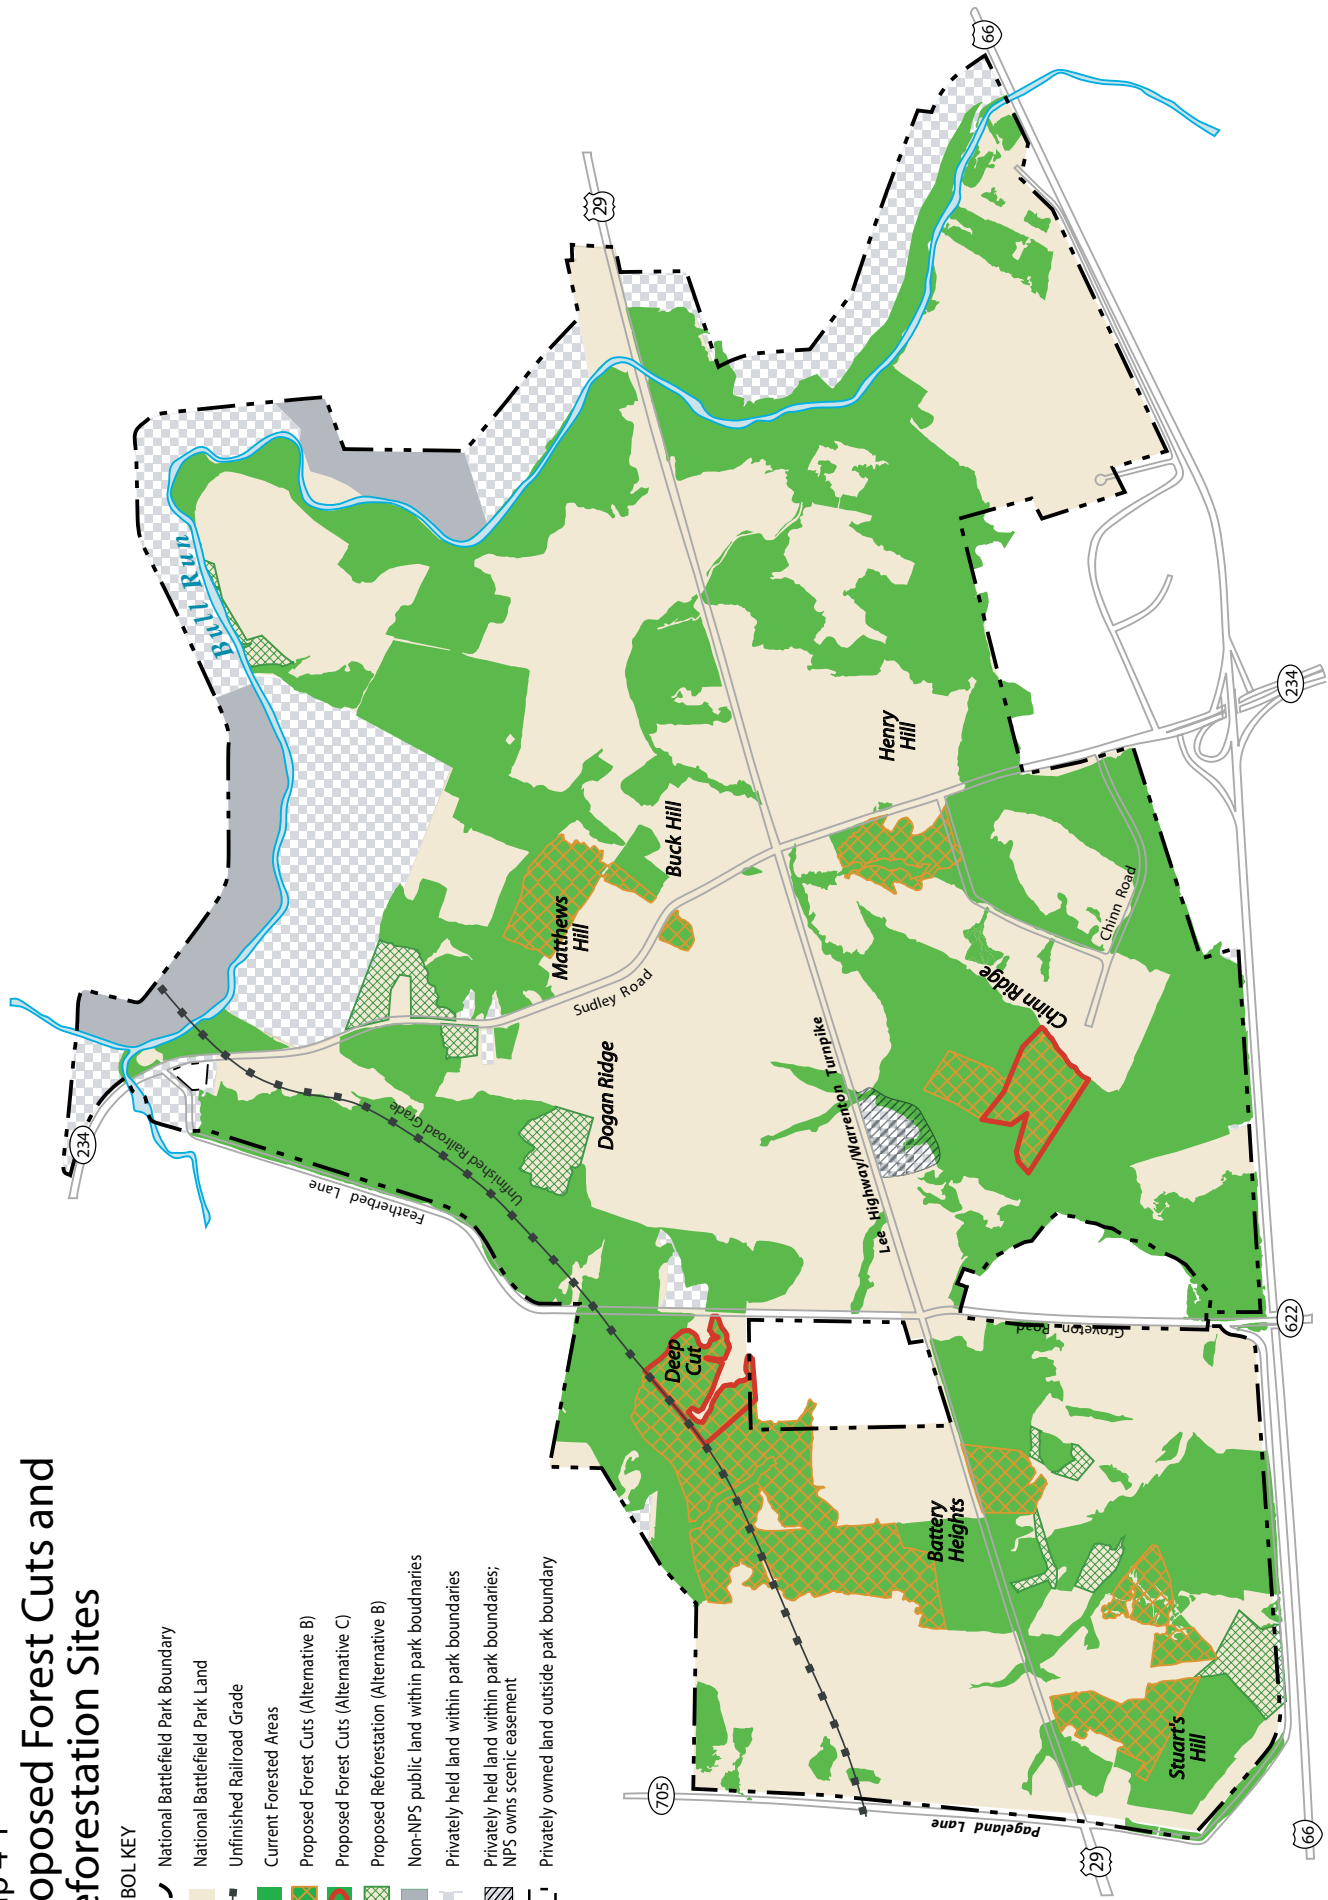 oposed Forest Cuts and
eforestation Sites
BOL KEY
National Battlefield Park Boundary
National Battlefield Park Land
Unfinished Railroad Grade
Current Forested Areas
Proposed Forest Cuts (Alternative B)
Proposed Forest Cuts (Alternative C)
Proposed Reforestation (Alternative B)
Non-NPS public land within park boudnaries
Privately held land within park boundaries
Privately held land within park boundaries;
NPS owns scenic easement
Privately owned land outside park boundary
234
Featherbed Lane
Unfinished Railroad Grade
Bull Run
29
66
Matthews
Hill
Buck Hill
Sudley Road
Dogan Ridge
Henry
Hill
Chinn Road
Chinn Ridge
Lee Highway/Warrenton Turnpike
234
Deep
Cut
Groveton Road
622
Battery
Heights
Stuart's
Hill
705
Pageland Lane
29
66